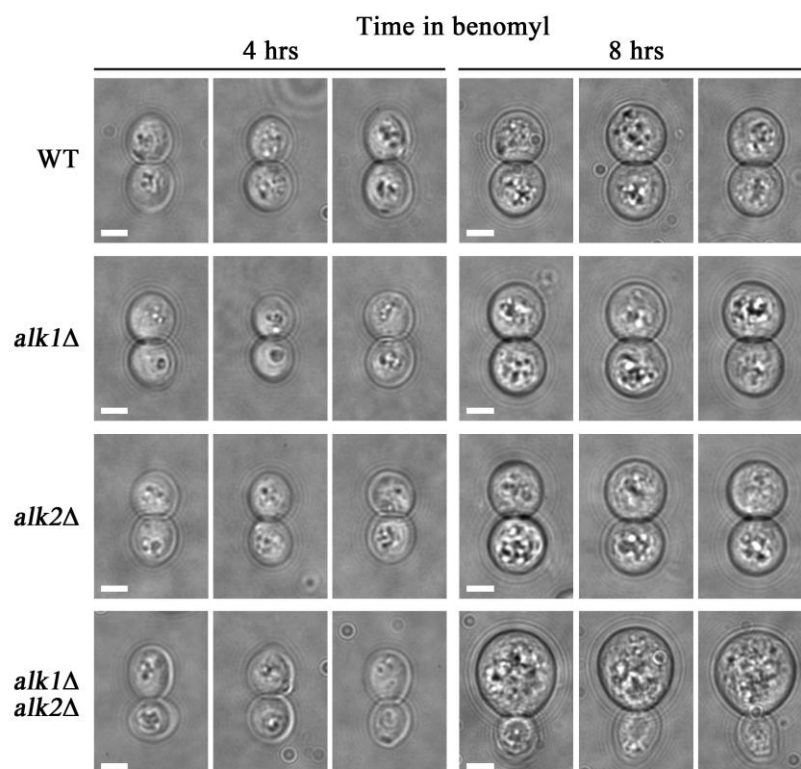 Time in benomyl
4 hrs
8 hrs
WT
alk1Δ
alk2Δ
alk1Δ
alk2Δ